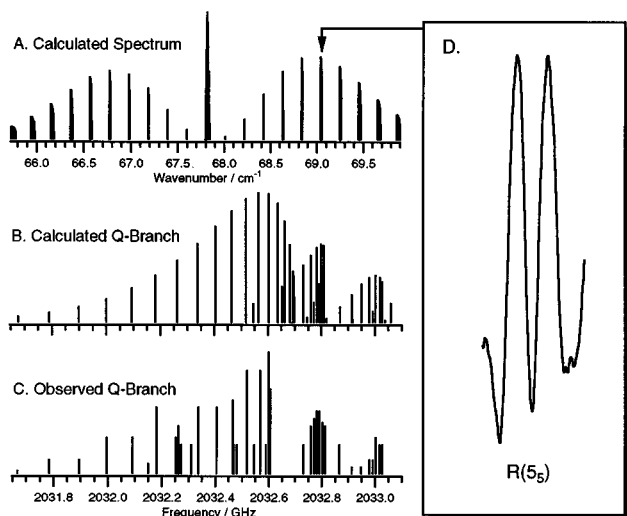 A. Calculated Spectrum
66.0 66.5 67.0 67.5. 68.0 68.5 69.0 69.5
Wavenumber / cm⁻¹
B. Calculated Q-Branch
C. Observed Q-Branch
2031.8 2032.0 2032.2 2032.4 2032.6 2032.8 2033.0
Frequency / GHz
D.
R(5₅)